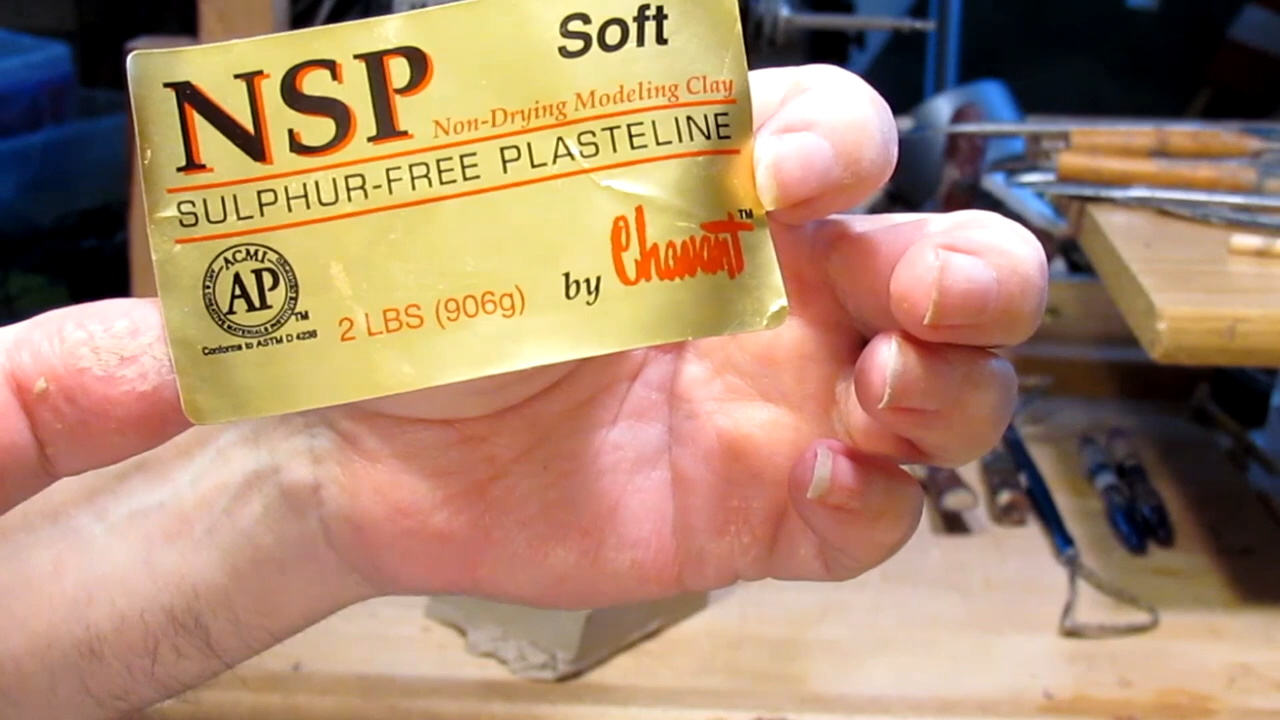 Soft
NSP
Non-Drying Modeling Clay
SULPHUR-FREE PLASTELINE
ACMI
AP
TM
Conforms to ASTM D 4236
2 LBS (906g)
by Chavant™